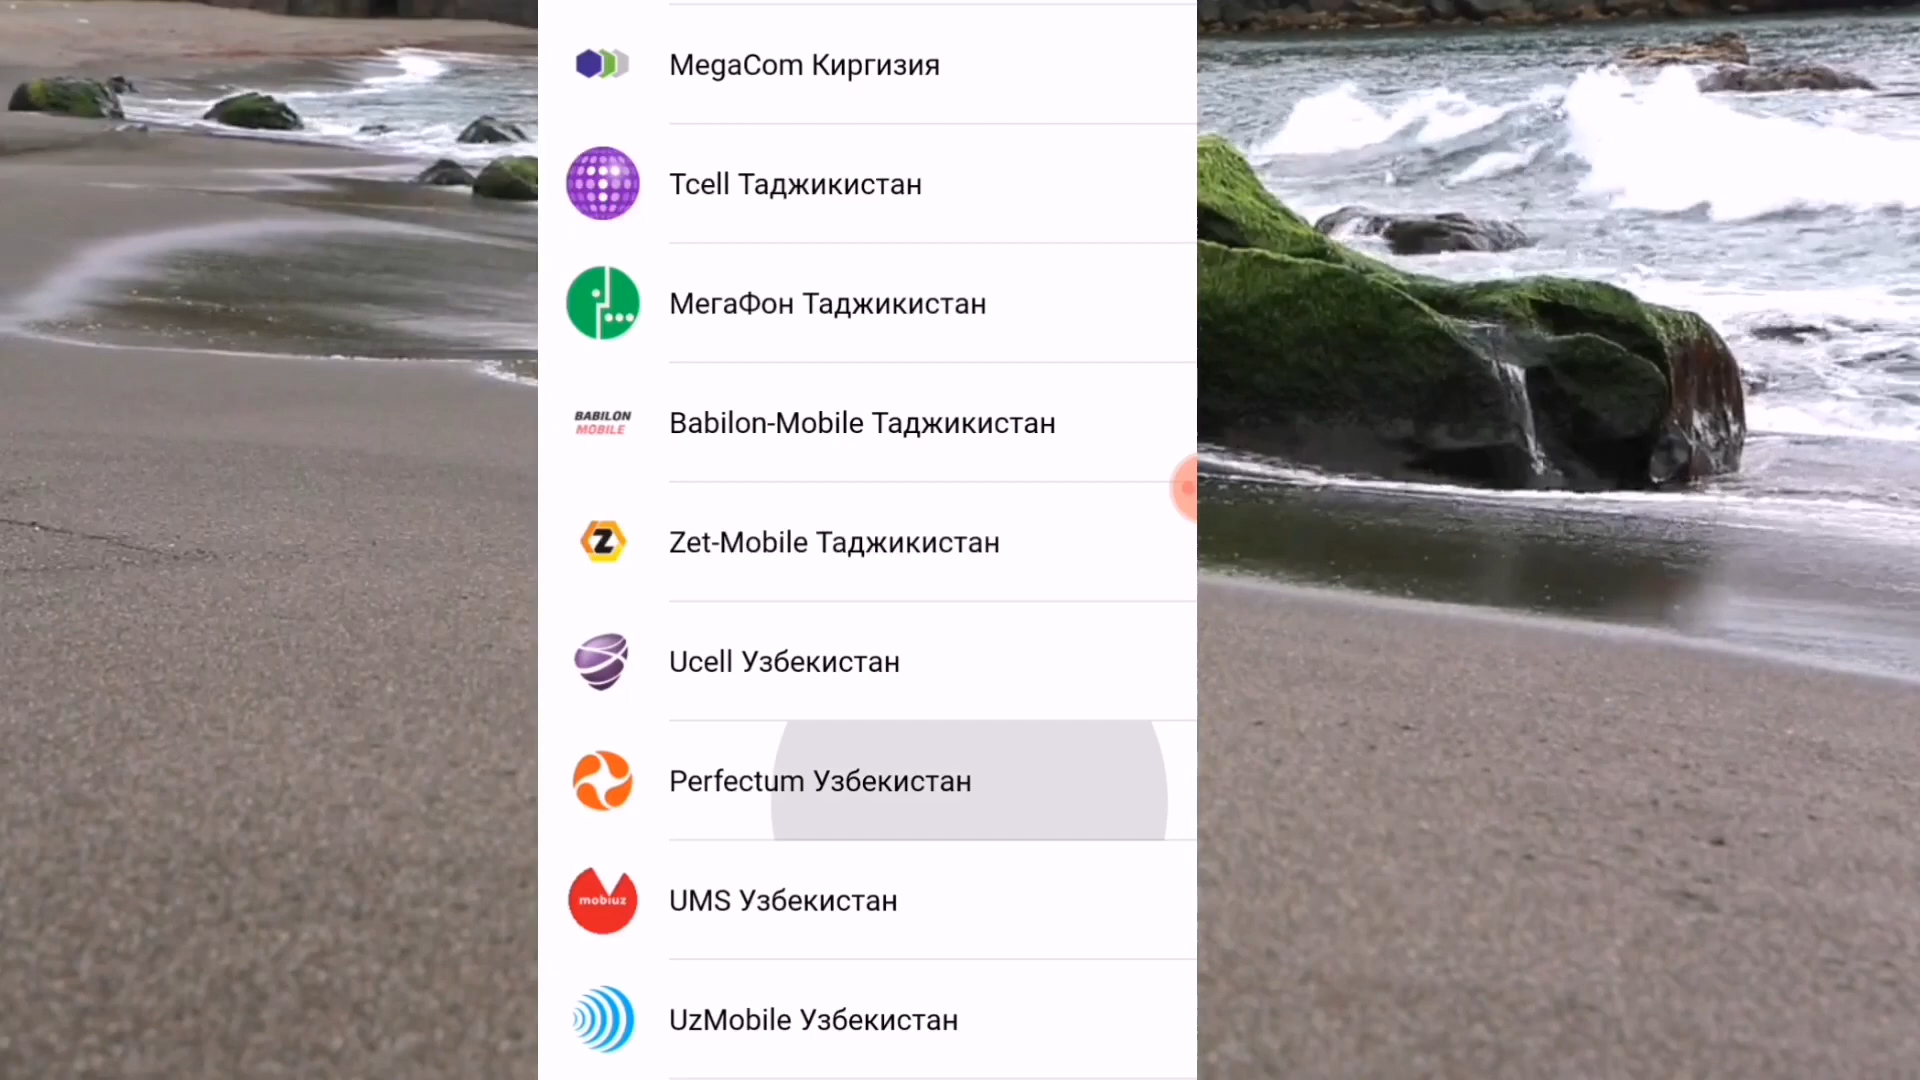 MegaCom Киргизия
Tcell Таджикистан
МегаФон Таджикистан
BABILON
MOBILE
Babilon-Mobile Таджикистан
Z
Zet-Mobile Таджикистан
Ucell Узбекистан
Perfectum Узбекистан
mobiuz
UMS Узбекистан
UzMobile Узбекистан